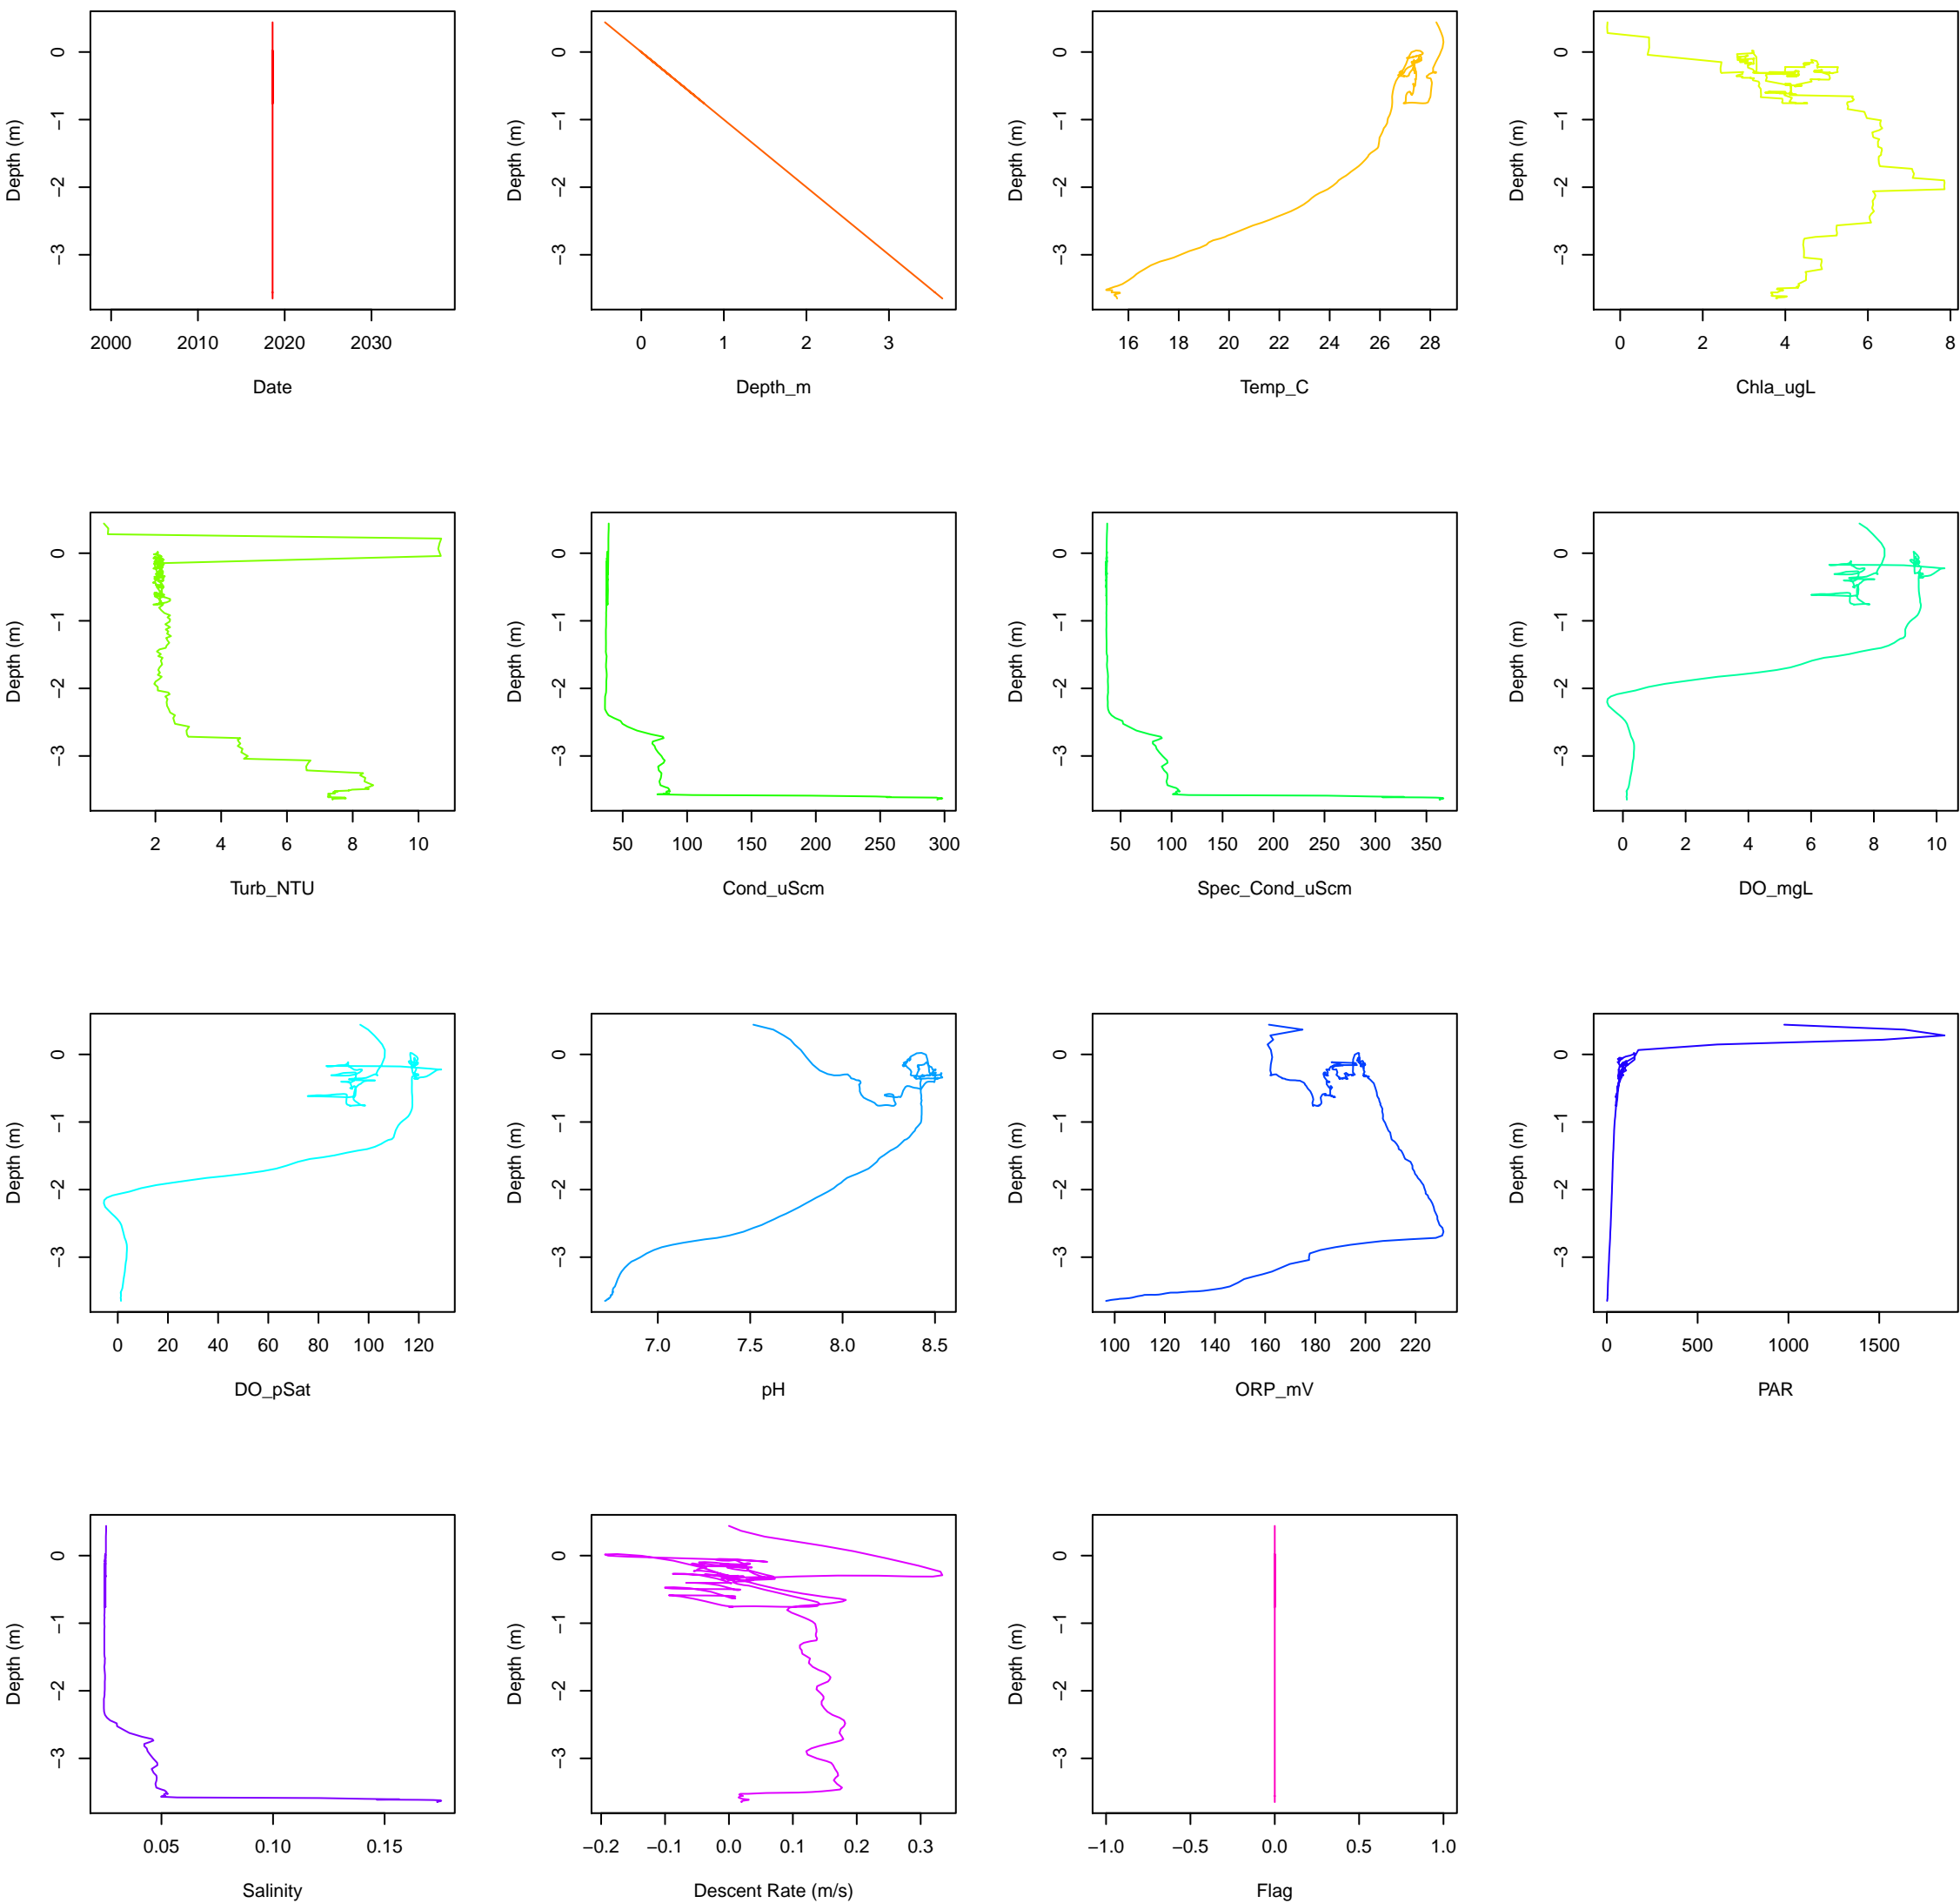 Depth (m)
0
−1
−2
−3
2000 2010 2020 2030
Date
Depth (m)
0
−1
−2
−3
0 1 2 3
Depth_m
Depth (m)
0
−1
−2
−3
16 18 20 22 24 26 28
Temp_C
Depth (m)
0
−1
−2
−3
0 2 4 6 8
Chla_ugL
Depth (m)
0
−1
−2
−3
2 4 6 8 10
Turb_NTU
Depth (m)
0
−1
−2
−3
50 100 150 200 250 300
Cond_uScm
Depth (m)
0
−1
−2
−3
50 100 150 200 250 300 350
Spec_Cond_uScm
Depth (m)
0
−1
−2
−3
0 2 4 6 8 10
DO_mgL
Depth (m)
0
−1
−2
−3
0 20 40 60 80 100 120
DO_pSat
Depth (m)
0
−1
−2
−3
7.0 7.5 8.0 8.5
pH
Depth (m)
0
−1
−2
−3
100 120 140 160 180 200 220
ORP_mV
Depth (m)
0
−1
−2
−3
0 500 1000 1500
PAR
Depth (m)
0
−1
−2
−3
0.05 0.10 0.15
Salinity
Depth (m)
0
−1
−2
−3
−0.2 −0.1 0.0 0.1 0.2 0.3
Descent Rate (m/s)
Depth (m)
0
−1
−2
−3
−1.0 −0.5 0.0 0.5 1.0
Flag